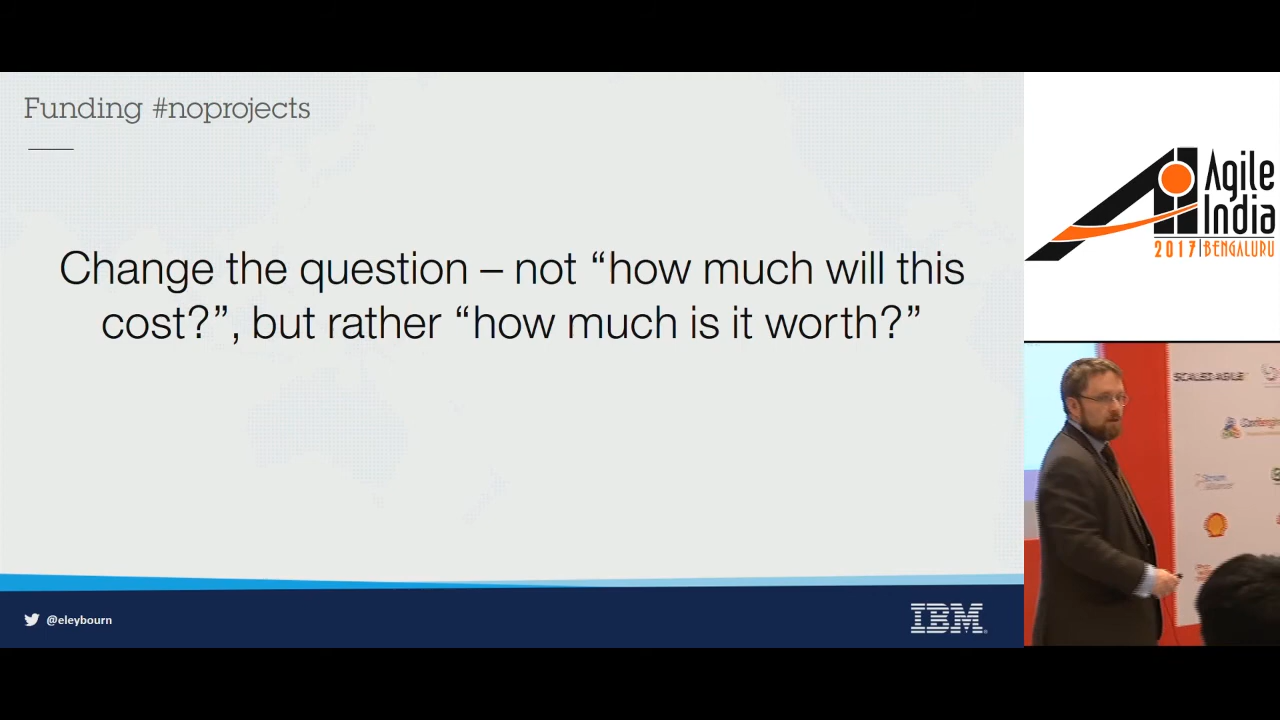 Funding #noprojects
Change the question – not “how much will this
cost?”, but rather “how much is it worth?”
@eleybourn
IBM
Agile
India
2017 | BENGALURU
SCALED AGILE